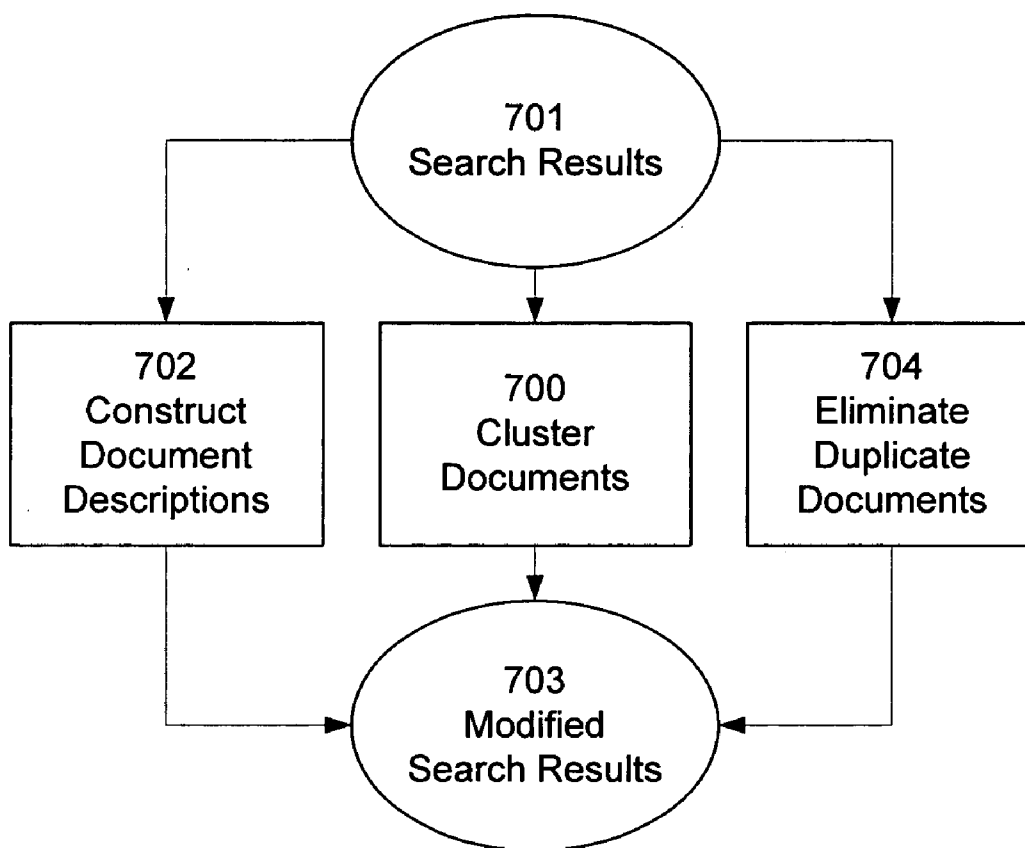 701
Search Results
702
Construct
Document
Descriptions
700
Cluster
Documents
704
Eliminate
Duplicate
Documents
703
Modified
Search Results